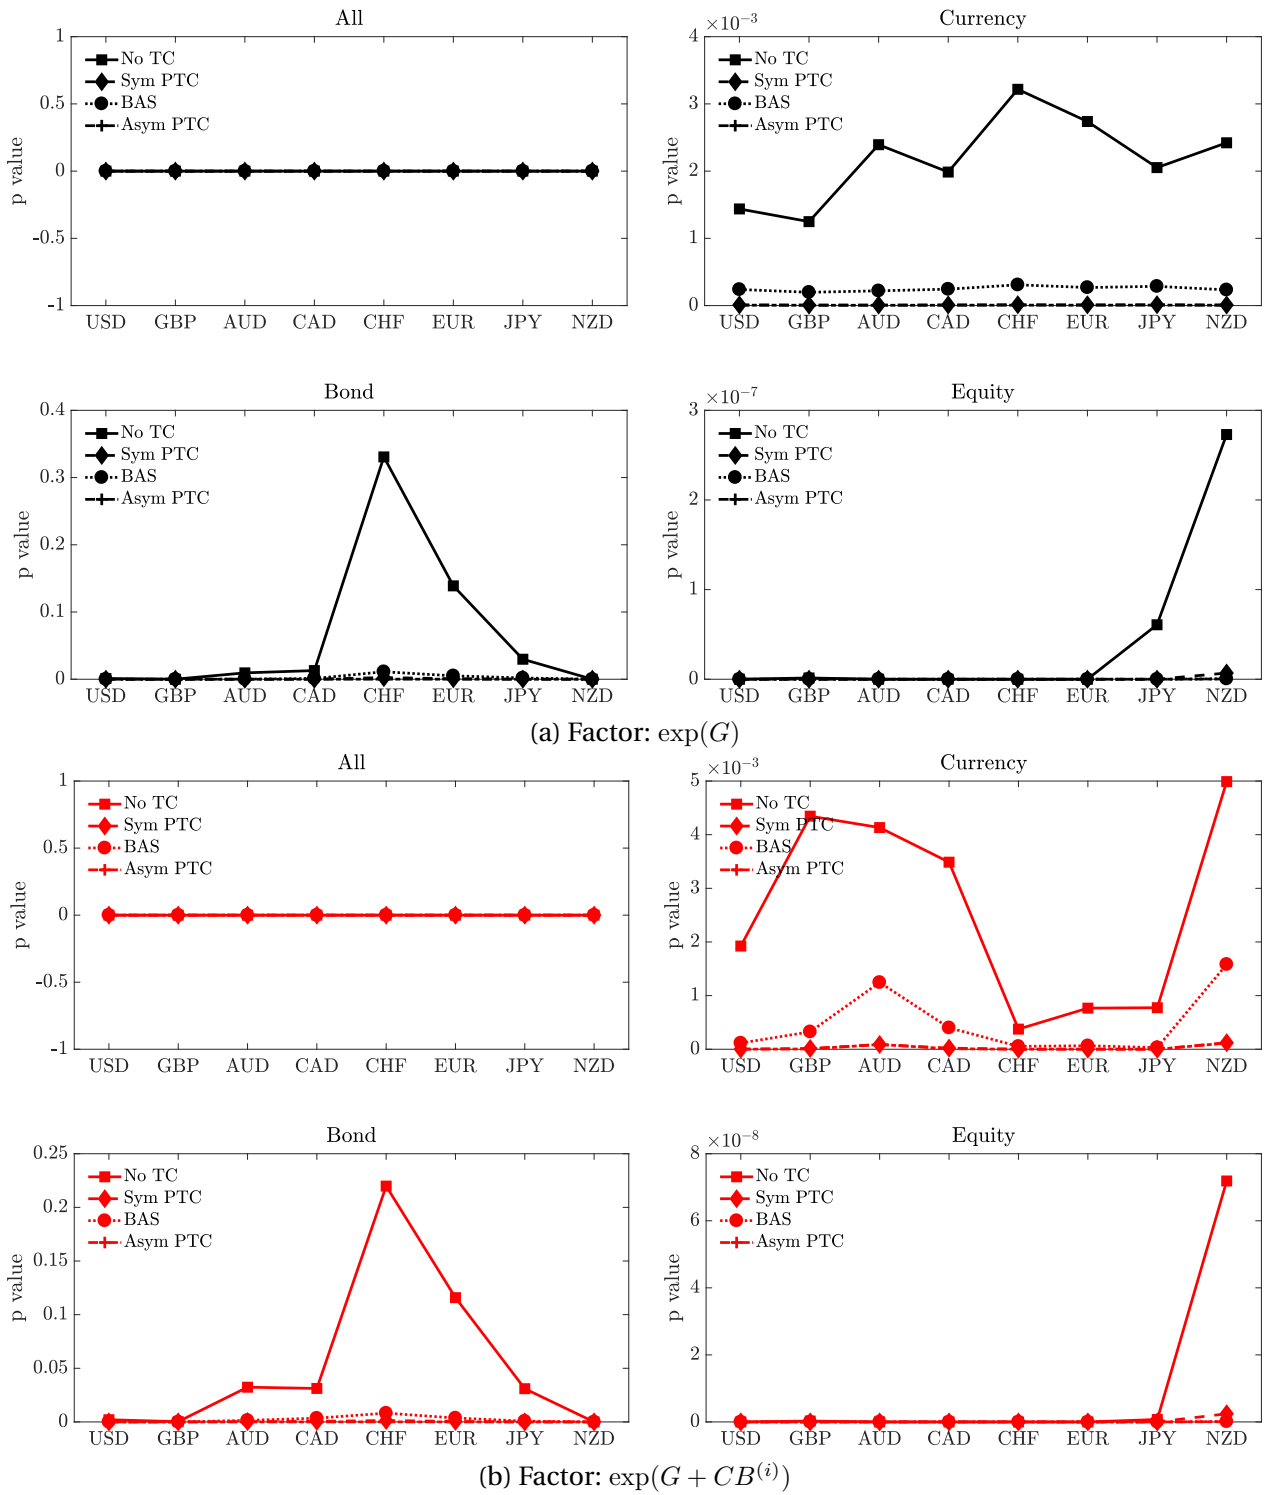 All
1
0.5
0
-0.5
-1
p value
No TC
Sym PTC
BAS
Asym PTC
USD GBP AUD CAD CHF EUR JPY NZD
Currency
×10−3
4
3
2
1
0
p value
No TC
Sym PTC
BAS
Asym PTC
USD GBP AUD CAD CHF EUR JPY NZD
Bond
0.4
0.3
0.2
0.1
0
p value
No TC
Sym PTC
BAS
Asym PTC
USD GBP AUD CAD CHF EUR JPY NZD
Equity
×10−7
3
2
1
0
p value
No TC
Sym PTC
BAS
Asym PTC
USD GBP AUD CAD CHF EUR JPY NZD
(a) Factor: exp(G)
All
1
0.5
0
-0.5
-1
p value
No TC
Sym PTC
BAS
Asym PTC
USD GBP AUD CAD CHF EUR JPY NZD
Currency
×10−3
5
4
3
2
1
0
p value
No TC
Sym PTC
BAS
Asym PTC
USD GBP AUD CAD CHF EUR JPY NZD
Bond
0.25
0.2
0.15
0.1
0.05
0
p value
No TC
Sym PTC
BAS
Asym PTC
USD GBP AUD CAD CHF EUR JPY NZD
Equity
×10−8
8
6
4
2
0
p value
No TC
Sym PTC
BAS
Asym PTC
USD GBP AUD CAD CHF EUR JPY NZD
(b) Factor: exp(G + CB(i))